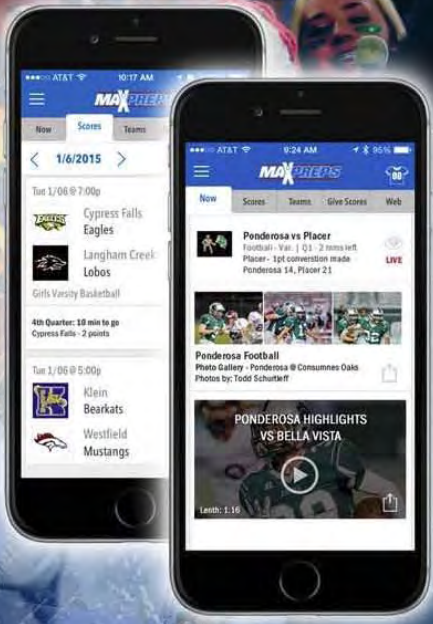 AT&T
10:17 AM
MAXPREPS
Now
Scores
Teams
1/6/2015
Tue 1/06 @ 7:00p
EAGLES
Cypress Falls
Eagles
Langham Creek
Lobos
Girls Varsity Basketball
4th Quarter: 10 min to go
Cypress Falls - 2 points
Tue 1/06 @ 5:00p
Klein
Bearkats
Westfield
Mustangs
AT&T
9:24 AM
95%
MAXPREPS
00
Now
Scores
Teams
Give Scores
Web
Ponderosa vs Placer
Football - Var. | Q1 - 2 mins left
Placer - 1pt converstion made
Ponderosa 14, Placer 21
LIVE
Ponderosa Football
Photo Gallery - Ponderosa @ Consumnes Oaks
Photos by: Todd Schurtleff
PONDEROSA HIGHLIGHTS
VS BELLA VISTA
Lenth: 1:16